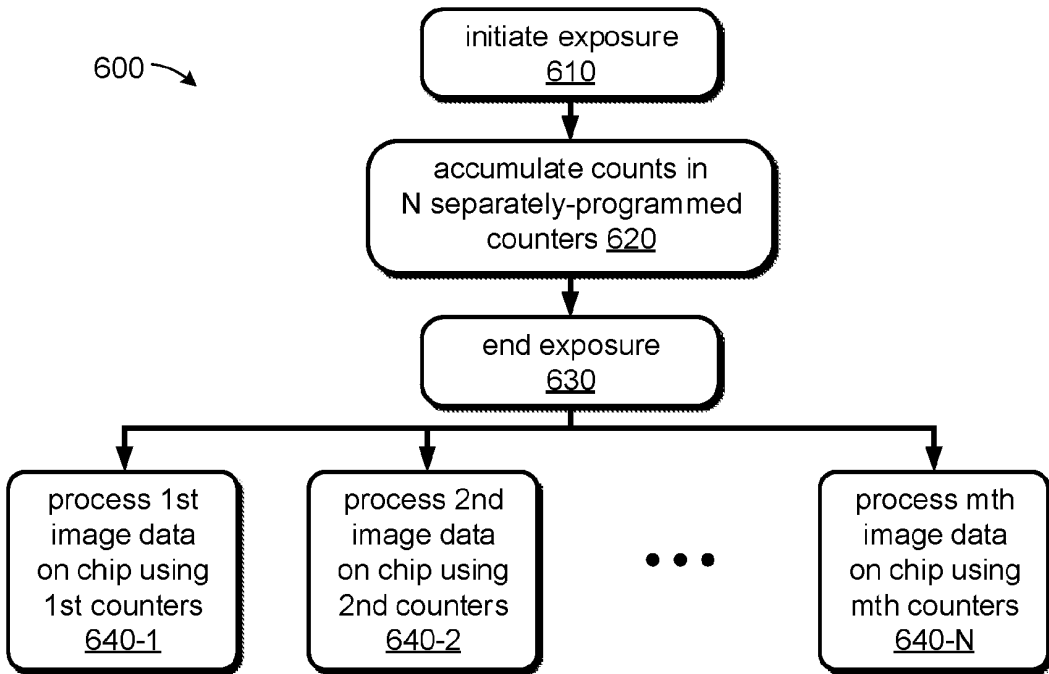 600
initiate exposure
610
accumulate counts in
N separately-programmed
counters 620
end exposure
630
process 1st
image data
on chip using
1st counters
640-1
process 2nd
image data
on chip using
2nd counters
640-2
process mth
image data
on chip using
mth counters
640-N